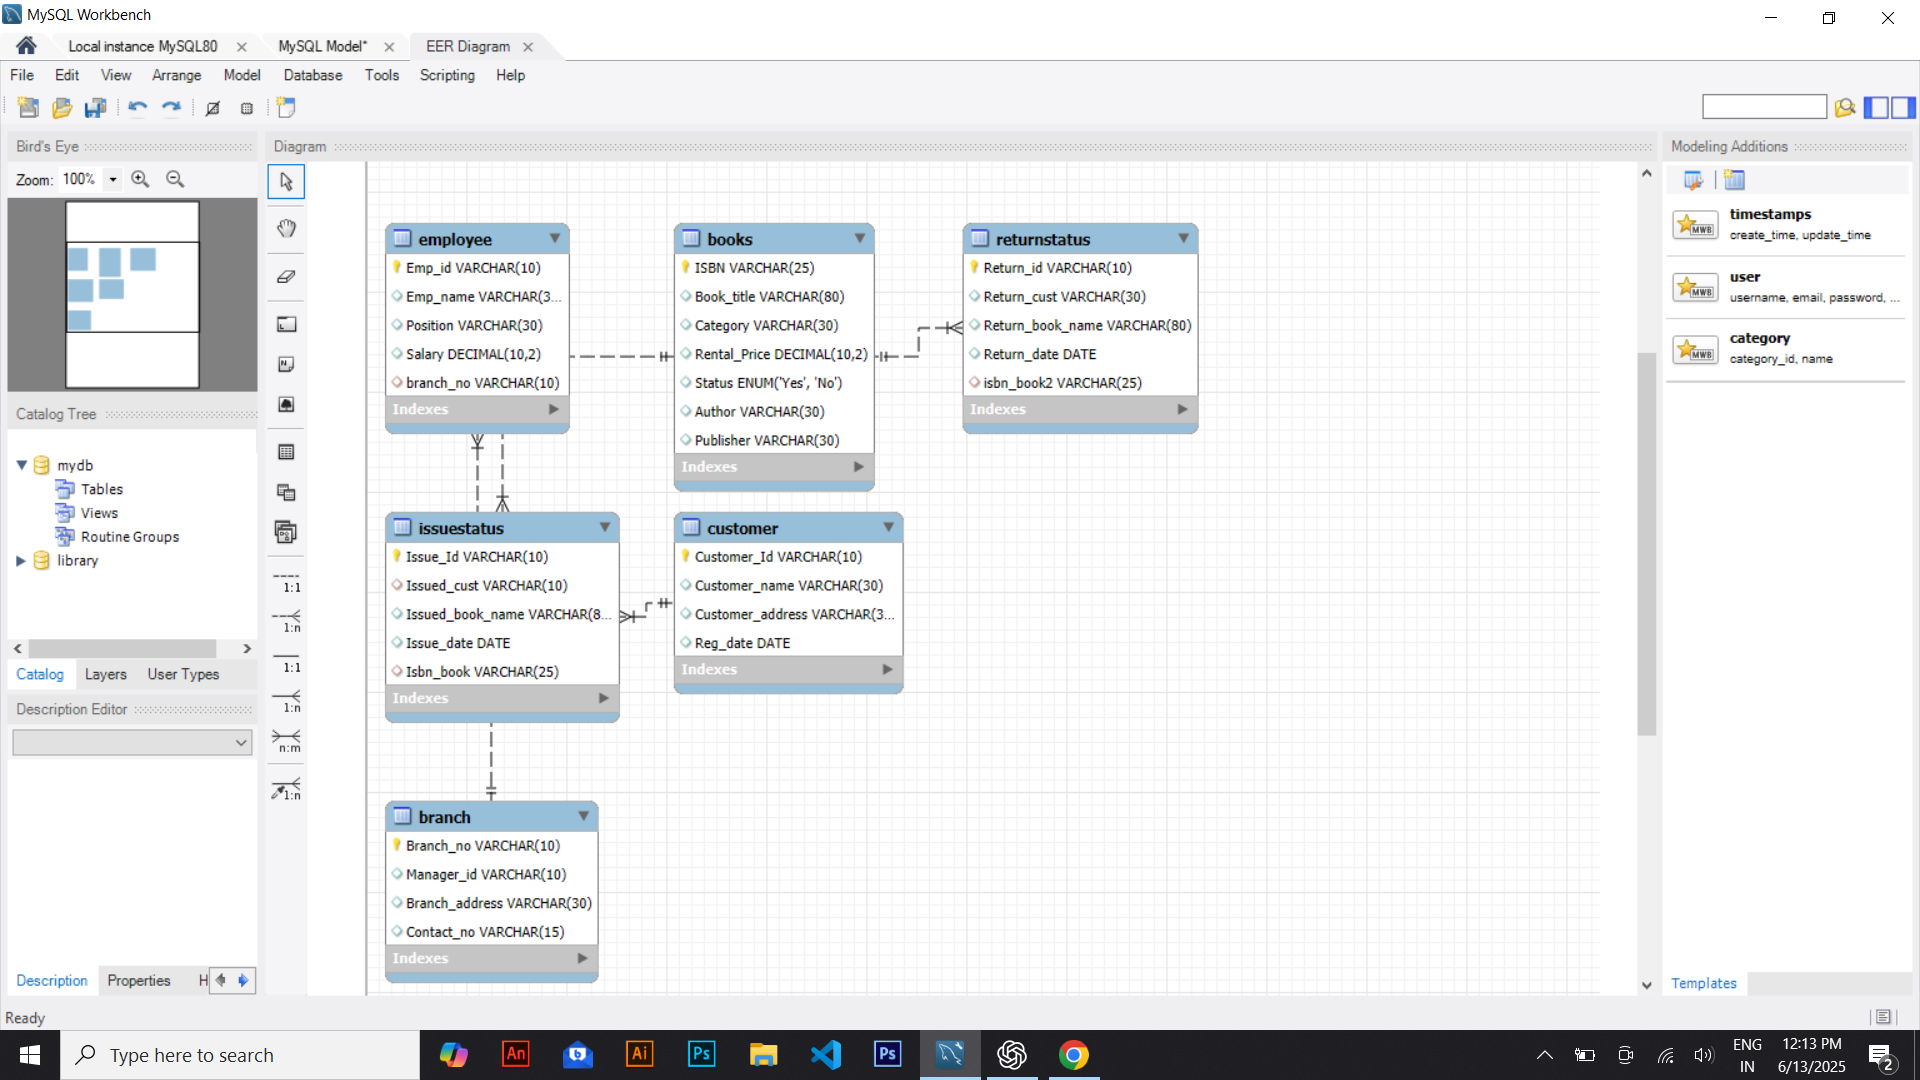 MySQL Workbench
Local instance MySQL80
MySQL Model*
EER Diagram
File Edit View Arrange Model Database Tools Scripting Help
Bird's Eye
Zoom: 100%
Catalog Tree
mydb
Tables
Views
Routine Groups
library
Catalog Layers User Types
Description Editor
Description Properties H
Ready
Diagram
1:1
1:n
1:1
1:n
n:m
1:n
employee
Emp_id VARCHAR(10)
Emp_name VARCHAR(3...
Position VARCHAR(30)
Salary DECIMAL(10,2)
branch_no VARCHAR(10)
Indexes
books
ISBN VARCHAR(25)
Book_title VARCHAR(80)
Category VARCHAR(30)
Rental_Price DECIMAL(10,2)
Status ENUM('Yes', 'No')
Author VARCHAR(30)
Publisher VARCHAR(30)
Indexes
returnstatus
Return_id VARCHAR(10)
Return_cust VARCHAR(30)
Return_book_name VARCHAR(80)
Return_date DATE
isbn_book2 VARCHAR(25)
Indexes
issuestatus
Issue_Id VARCHAR(10)
Issued_cust VARCHAR(10)
Issued_book_name VARCHAR(8...
Issue_date DATE
Isbn_book VARCHAR(25)
Indexes
customer
Customer_Id VARCHAR(10)
Customer_name VARCHAR(30)
Customer_address VARCHAR(3...
Reg_date DATE
Indexes
branch
Branch_no VARCHAR(10)
Manager_id VARCHAR(10)
Branch_address VARCHAR(30)
Contact_no VARCHAR(15)
Indexes
Modeling Additions
MWB
timestamps
create_time, update_time
MWB
user
username, email, password, ...
MWB
category
category_id, name
Templates
Type here to search
An
Ai
Ps
Ps
ENG
IN
12:13 PM
6/13/2025
2